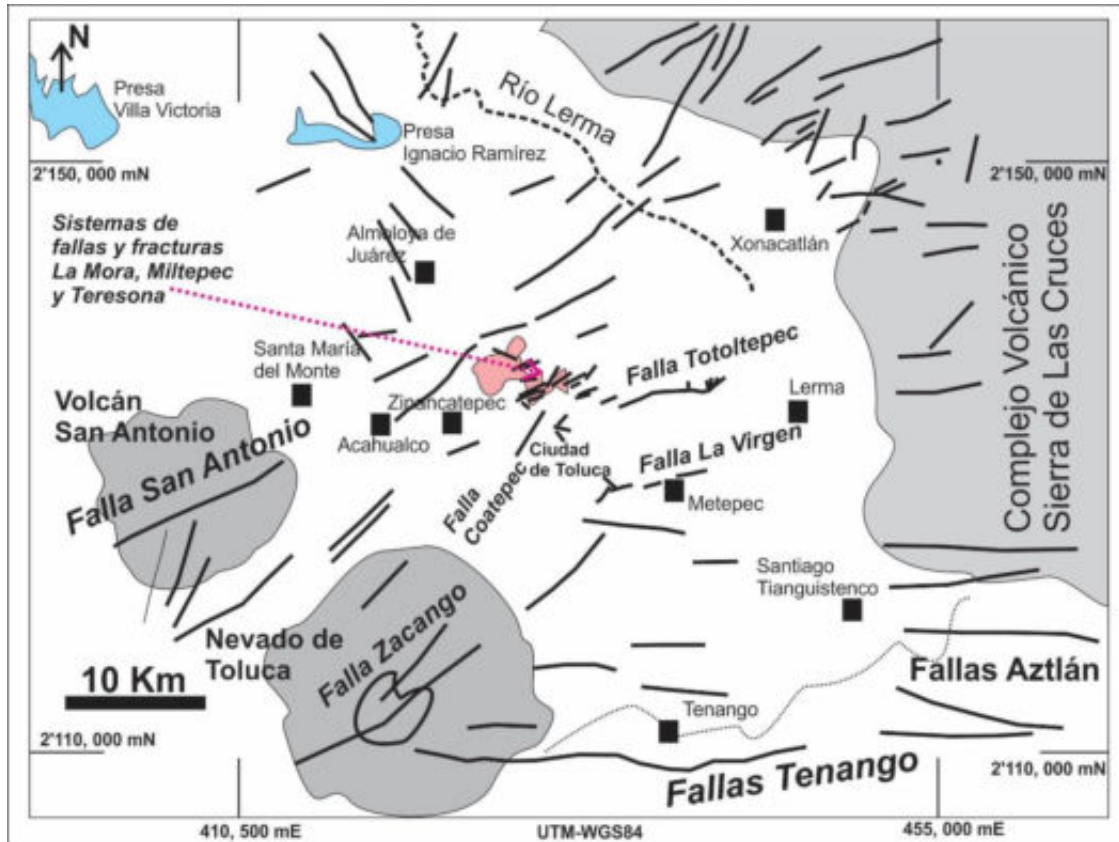 N
Presa
Villa Victoria
Presa
Ignacio Ramírez
Río Lerma
2°150, 000 mN
2°150, 000 mN
Sistemas de
fallas y fracturas
La Mora, Miltepec
y Teresona
Almoloya de
Juárez
Xonacatlán
Complejo Volcánico
Sierra de Las Cruces
Santa María
del Monte
Falla Totoltepec
Lerma
Volcán
San Antonio
Zipancatepec
Acahualco
Falla San Antonio
Ciudad
de Toluca
Falla La Virgen
Falla
Coatepec
Metepec
Santiago
Tianguistenco
Nevado de
Toluca
Falla Zacango
10 Km
Fallas Aztlán
Tenango
2°110, 000 mN
2°110, 000 mN
Fallas Tenango
410, 500 mE
UTM-WGS84
455, 000 mE